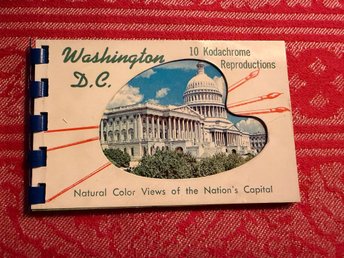 Washington
D.C.
10 Kodachrome
Reproductions
Natural Color Views of the Nation's Capital